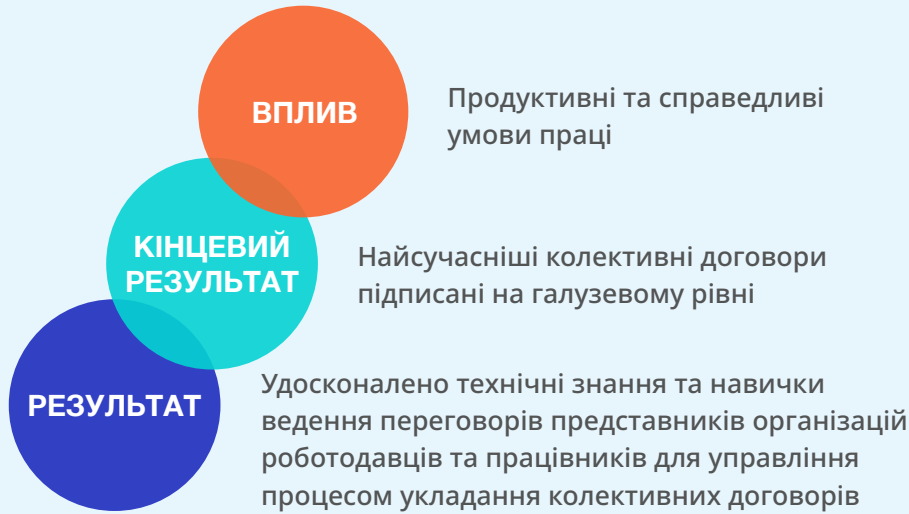 ВПЛИВ
Продуктивні та справедливі
умови праці
КІНЦЕВИЙ
РЕЗУЛЬТАТ
Найсучасніші колективні договори
підписані на галузевому рівні
РЕЗУЛЬТАТ
Удосконалено технічні знання та навички
ведення переговорів представників організацій
роботодавців та працівників для управління
процесом укладання колективних договорів